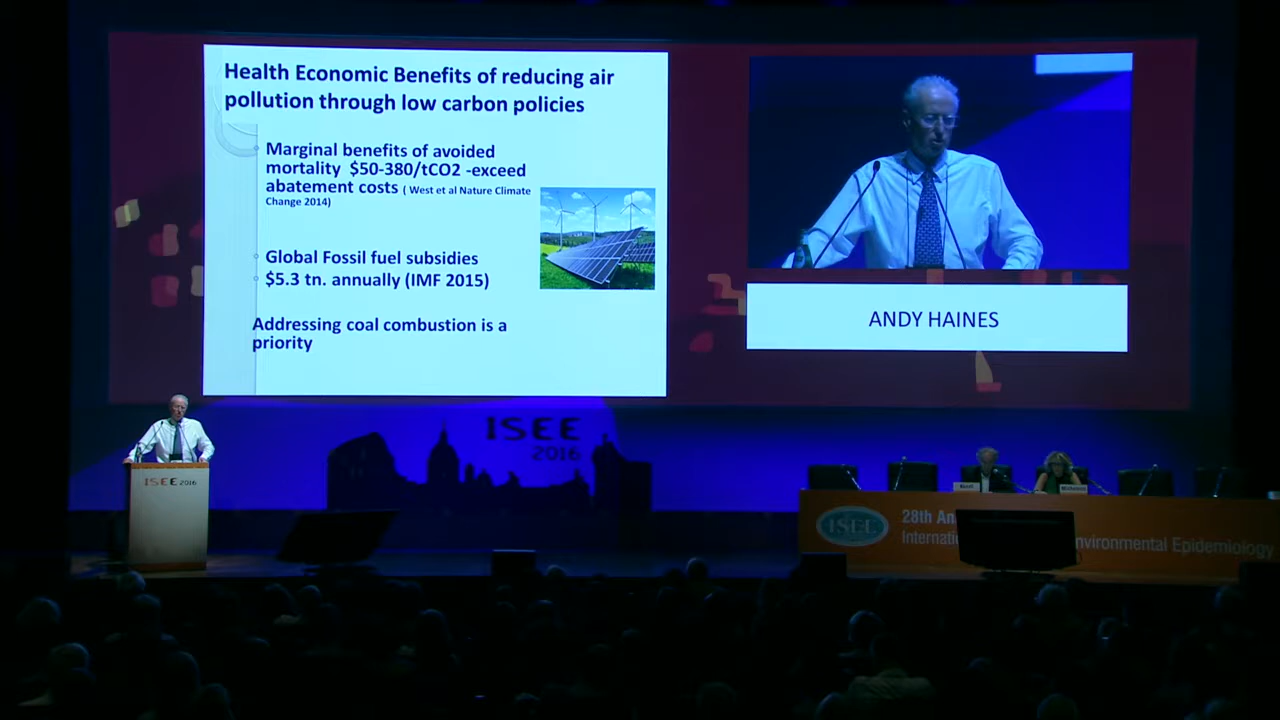 Health Economic Benefits of reducing air
pollution through low carbon policies
Marginal benefits of avoided
mortality $50-380/tCO2 -exceed
abatement costs ( West et al Nature Climate
Change 2014)
Global Fossil fuel subsidies
$5.3 tn. annually (IMF 2015)
Addressing coal combustion is a
priority
ANDY HAINES
ISEE
2016
ISEE 2016
ISEE
28th An
Internati
nvironmental Epidemiology